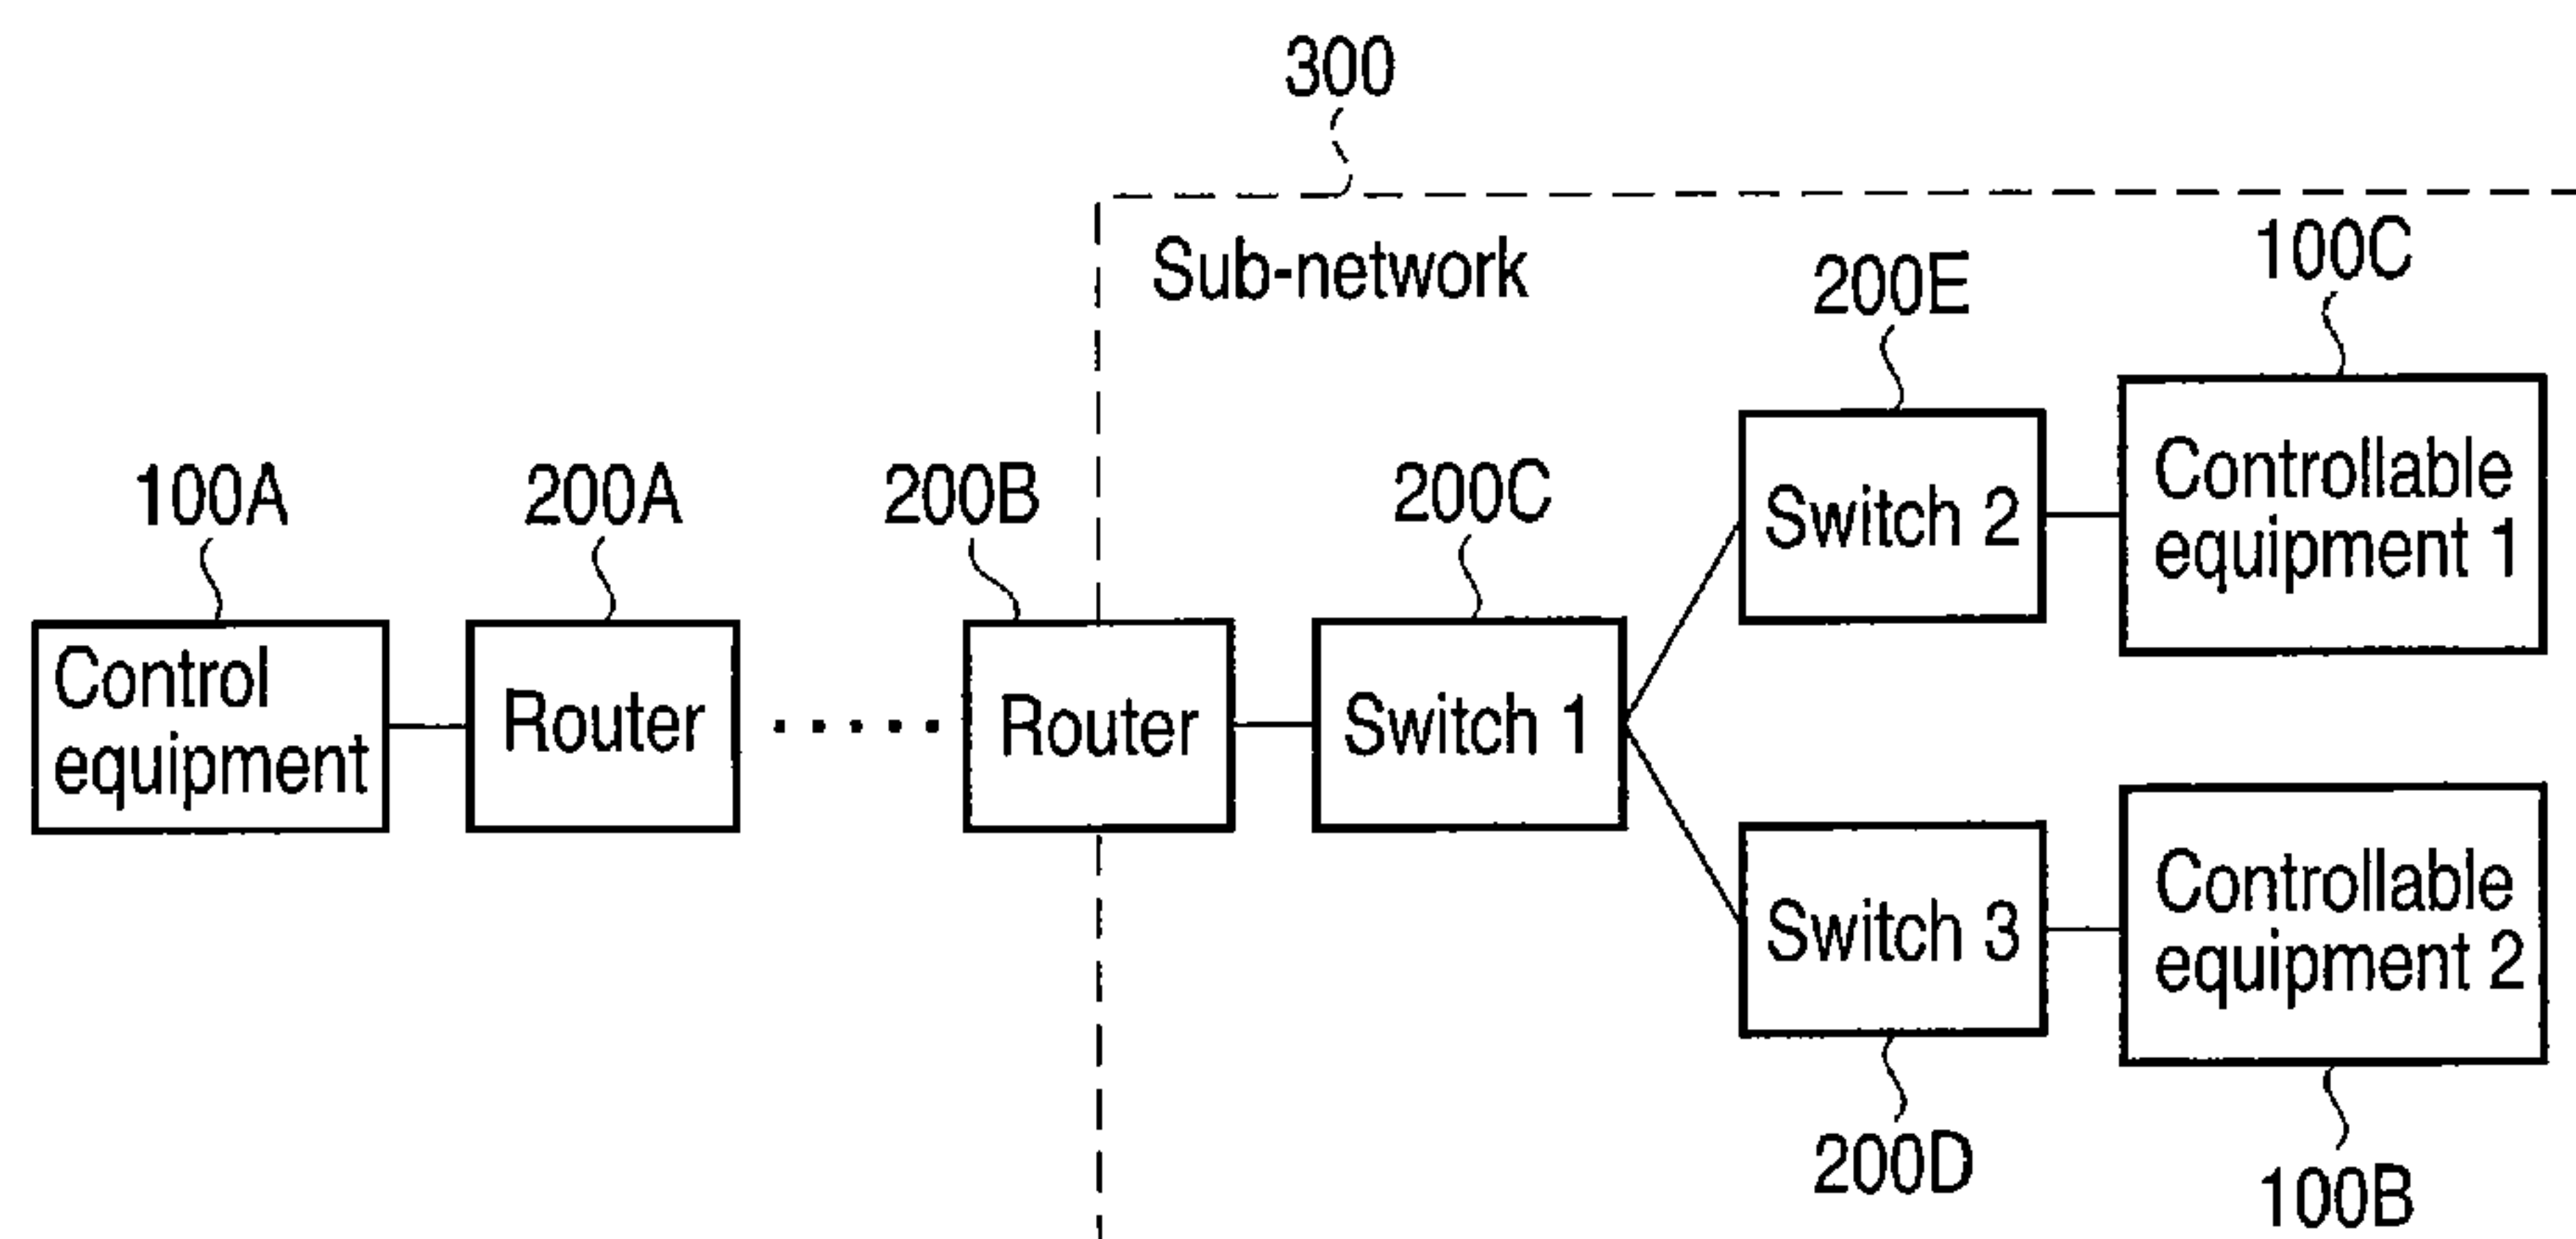 300
Sub-network
200E
100C
100A
200A
200B
200C
Control
equipment
Router
Router
Switch 1
Switch 2
Controllable
equipment 1
Switch 3
Controllable
equipment 2
200D
100B